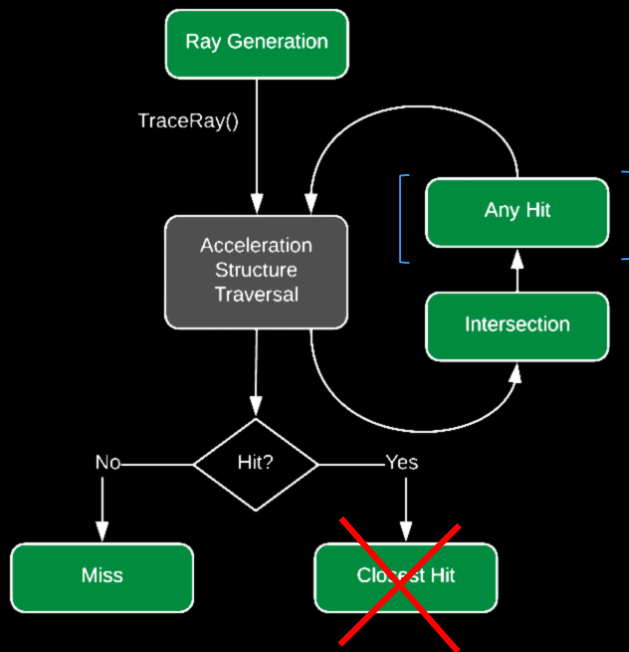 Ray Generation
TraceRay()
Any Hit
Acceleration
Structure
Traversal
Intersection
No
Hit?
Yes
Miss
Closest Hit